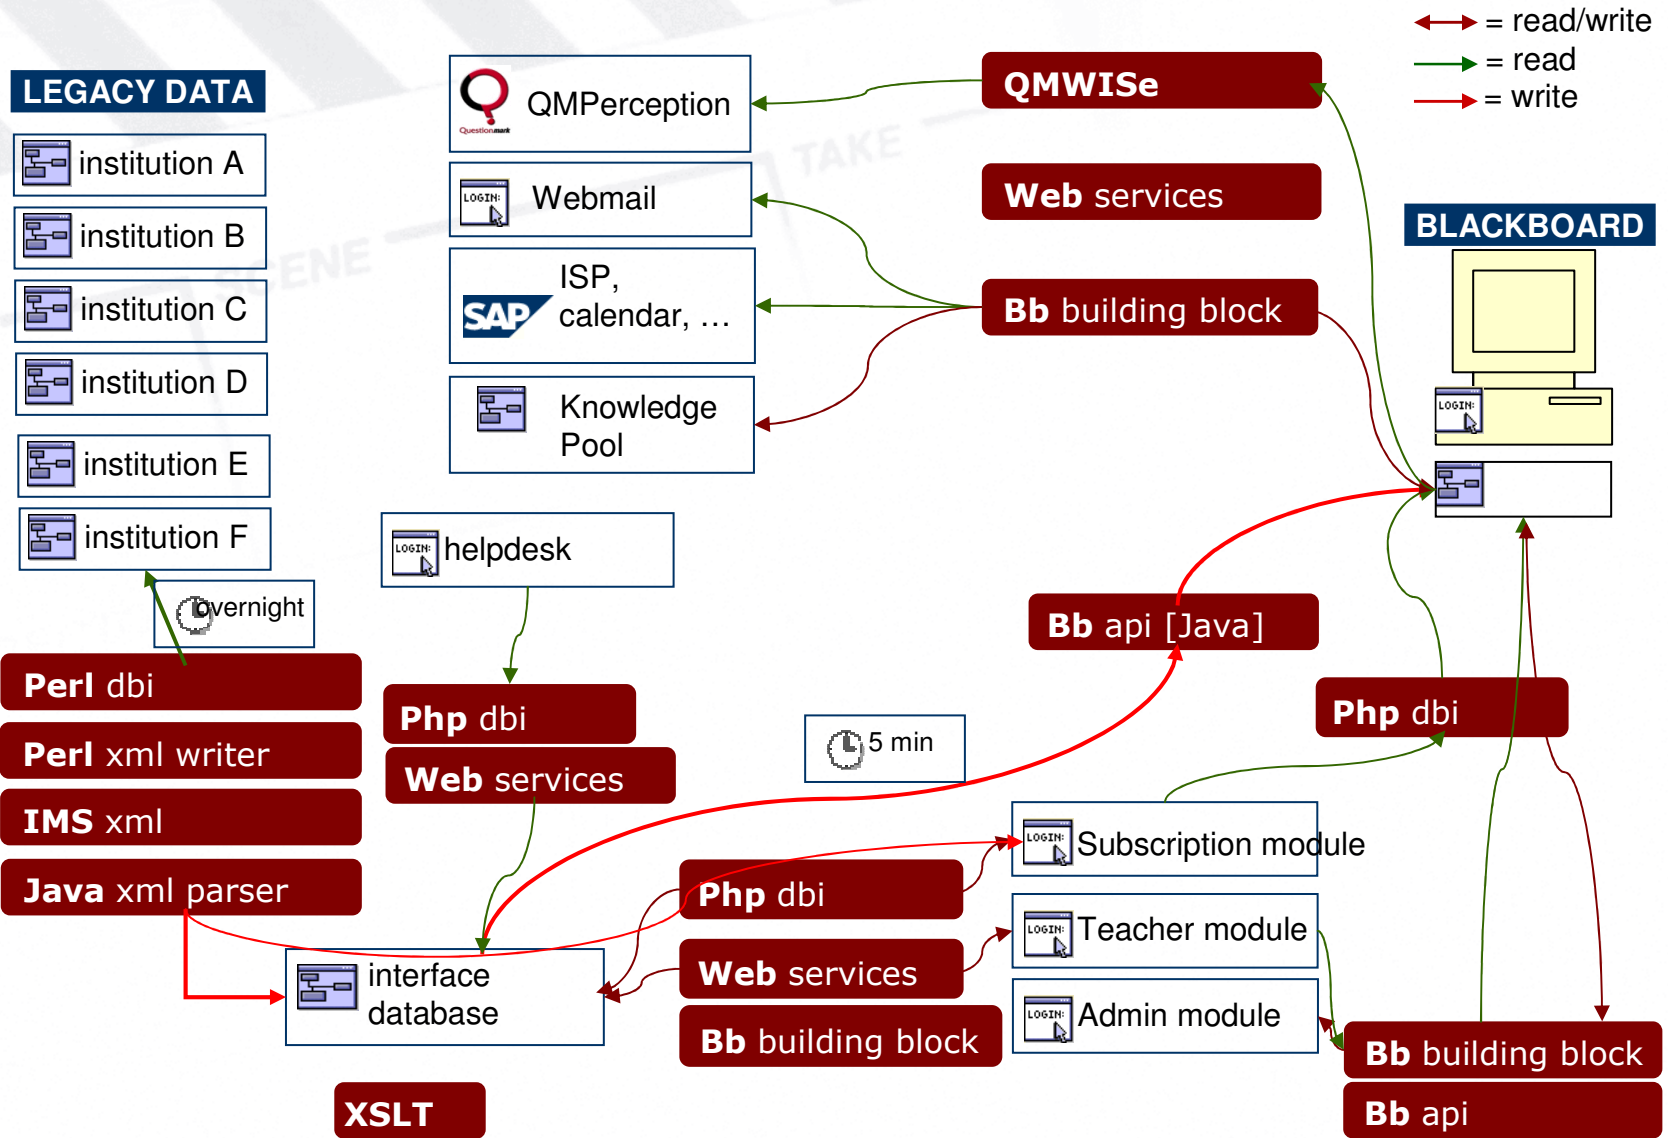 = read/write
= read
= write
LEGACY DATA
institution A
institution B
institution C
institution D
institution E
institution F
overnight
Perl dbi
Perl xml writer
IMS xml
Java xml parser
Questionmark
QMPerception
LOGIN:
Webmail
SAP
ISP,
calendar, ...
Knowledge
Pool
QMWISe
Web services
Bb building block
TAKE
SCENE
BLACKBOARD
LOGIN:
LOGIN:
helpdesk
Php dbi
Web services
5 min
Bb api [Java]
Php dbi
interface
database
XSLT
Php dbi
Web services
Bb building block
LOGIN:
Subscription module
LOGIN:
Teacher module
LOGIN:
Admin module
Bb building block
Bb api